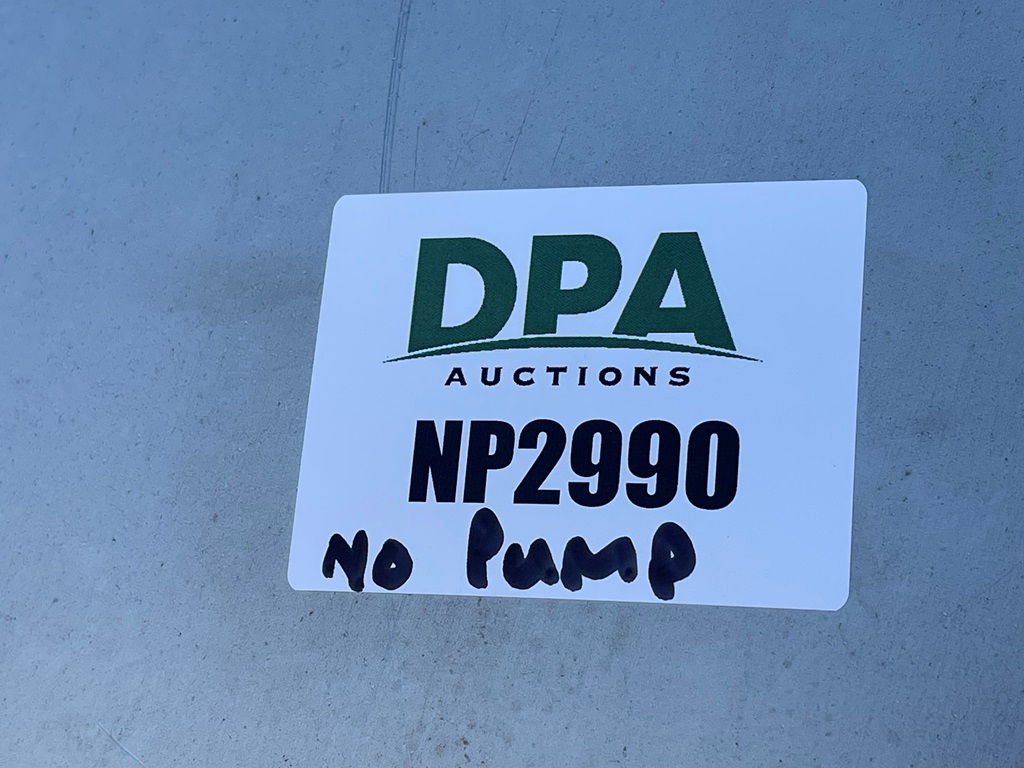 DPA
AUCTIONS
NP2990
NO PUMP